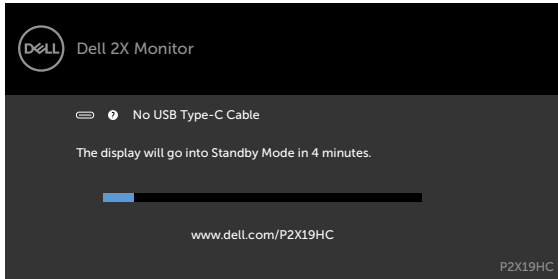 DELL Dell 2X Monitor
? No USB Type-C Cable
The display will go into Standby Mode in 4 minutes.
www.dell.com/P2X19HC
P2X19HC